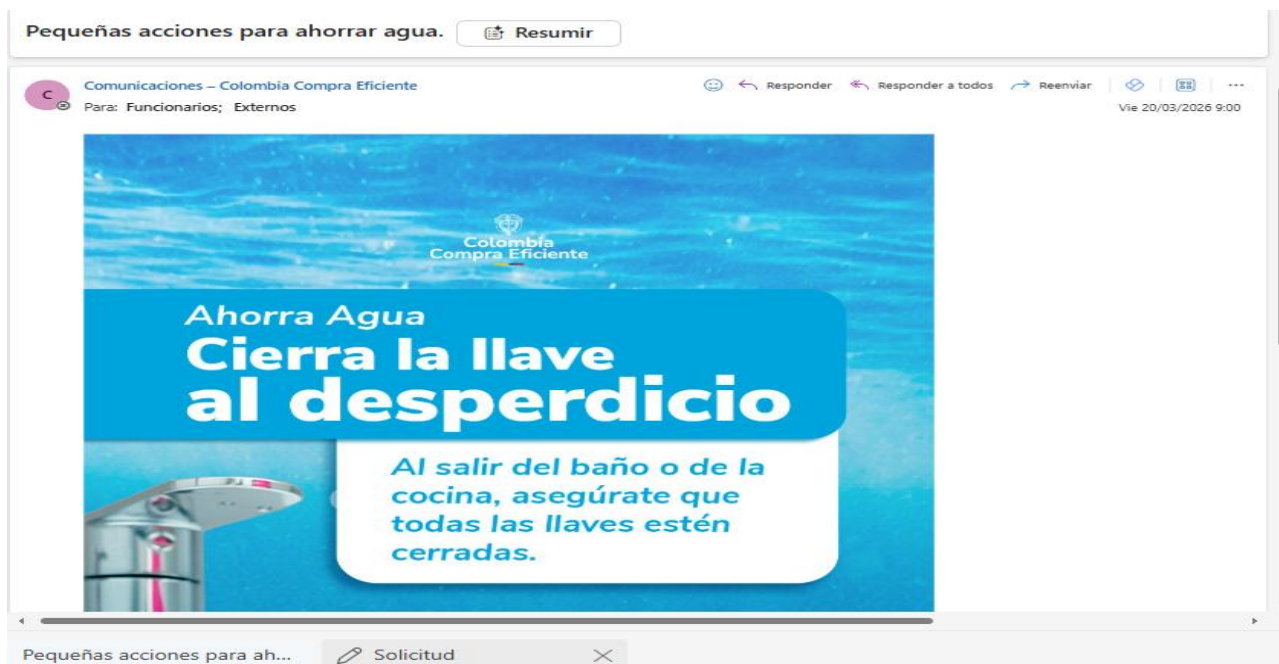 Pequeñas acciones para ahorrar agua. Resumir
C Comunicaciones – Colombia Compra Eficiente Responder Responder a todos Reenviar
Para: Funcionarios; Externos Vie 20/03/2026 9:00
Colombia
Compra Eficiente
Ahorra Agua
Cierra la llave
al desperdicio
Al salir del baño o de la
cocina, asegúrate que
todas las llaves estén
cerradas.
Pequeñas acciones para ah... Solicitud